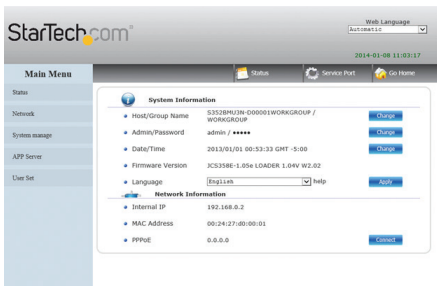 StarTech.com
Web Language
Automatic
2014-01-08 11:03:17
Main Menu
Status
Service Port
Go Home
Status
Network
System manage
APP Server
User Set
System Information
Host/Group Name
S352BMU3N-D00001WORKGROUP / WORKGROUP
Change
Admin/Password
admin / •••••
Change
Date/Time
2013/01/01 00:53:33 GMT -5:00
Change
Firmware Version
JCS358E-1.05e LOADER 1.04V W2.02
Language
English
help
Apply
Network Information
Internal IP
192.168.0.2
MAC Address
00:24:27:d0:00:01
PPPoE
0.0.0.0
Connect